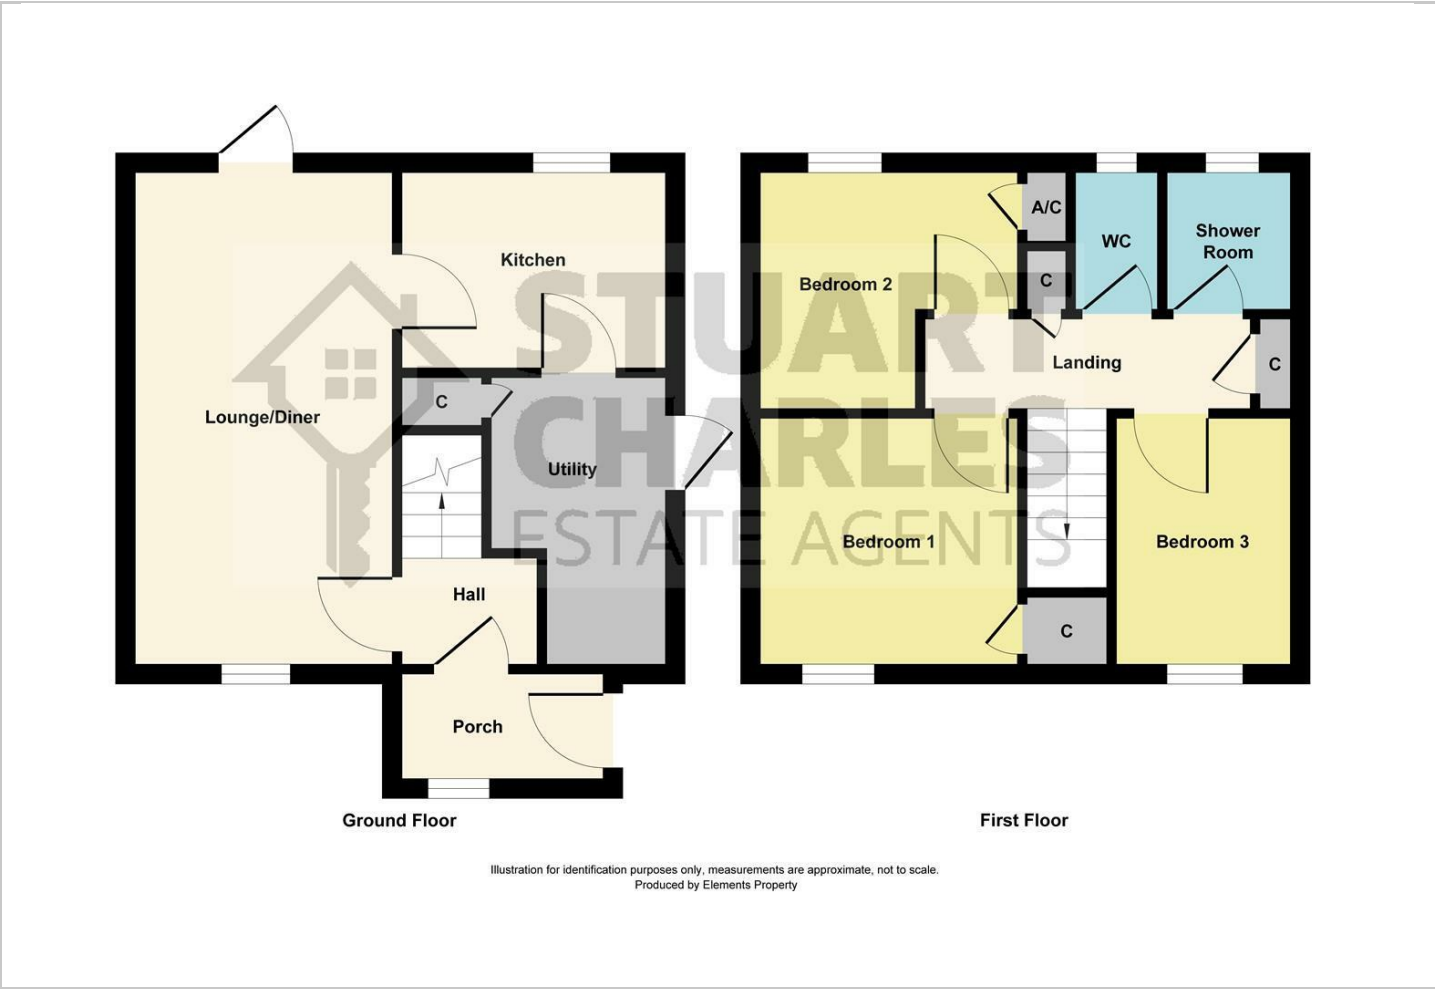 Kitchen
Lounge/Diner
C
Utility
Hall
Porch
Ground Floor
A/C
WC
Shower
Room
C
Bedroom 2
Landing
C
Bedroom 1
Bedroom 3
C
First Floor
STUART
CHARLES
ESTATE AGENTS
Illustration for identification purposes only, measurements are approximate, not to scale.
Produced by Elements Property